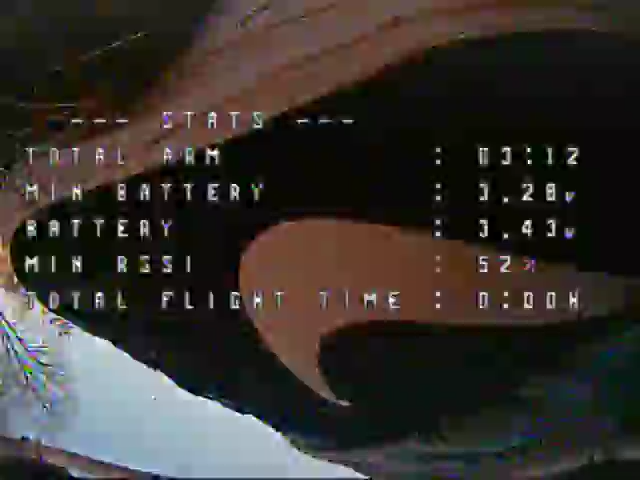 --- STATS ---
TOTAL ARM : 03:12
MIN BATTERY : 3.28V
BATTERY : 3.43V
MIN RSSI : 52%
TOTAL FLIGHT TIME : 0:00H